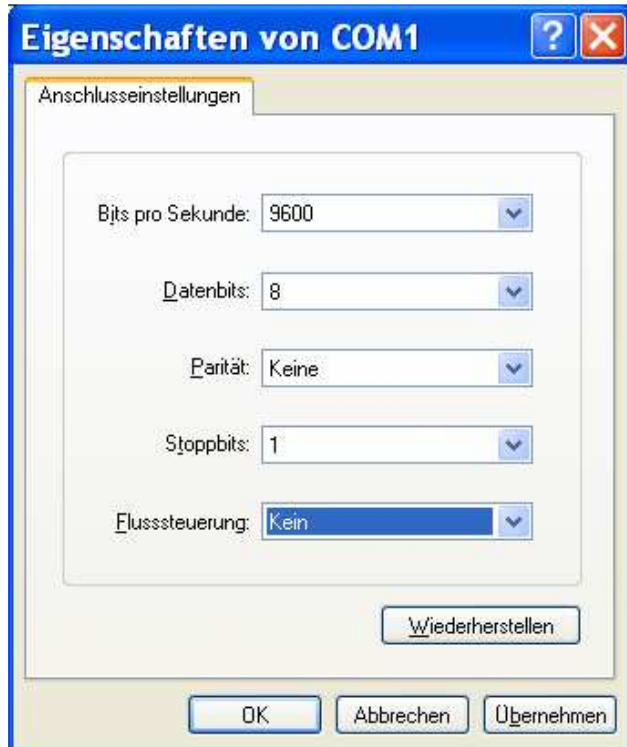 Eigenschaften von COM1
Anschlusseinstellungen
Bits pro Sekunde: 9600
Datenbits: 8
Parität: Keine
Stoppbits: 1
Flusssteuerung: Kein
Wiederherstellen
OK Abbrechen Übernehmen